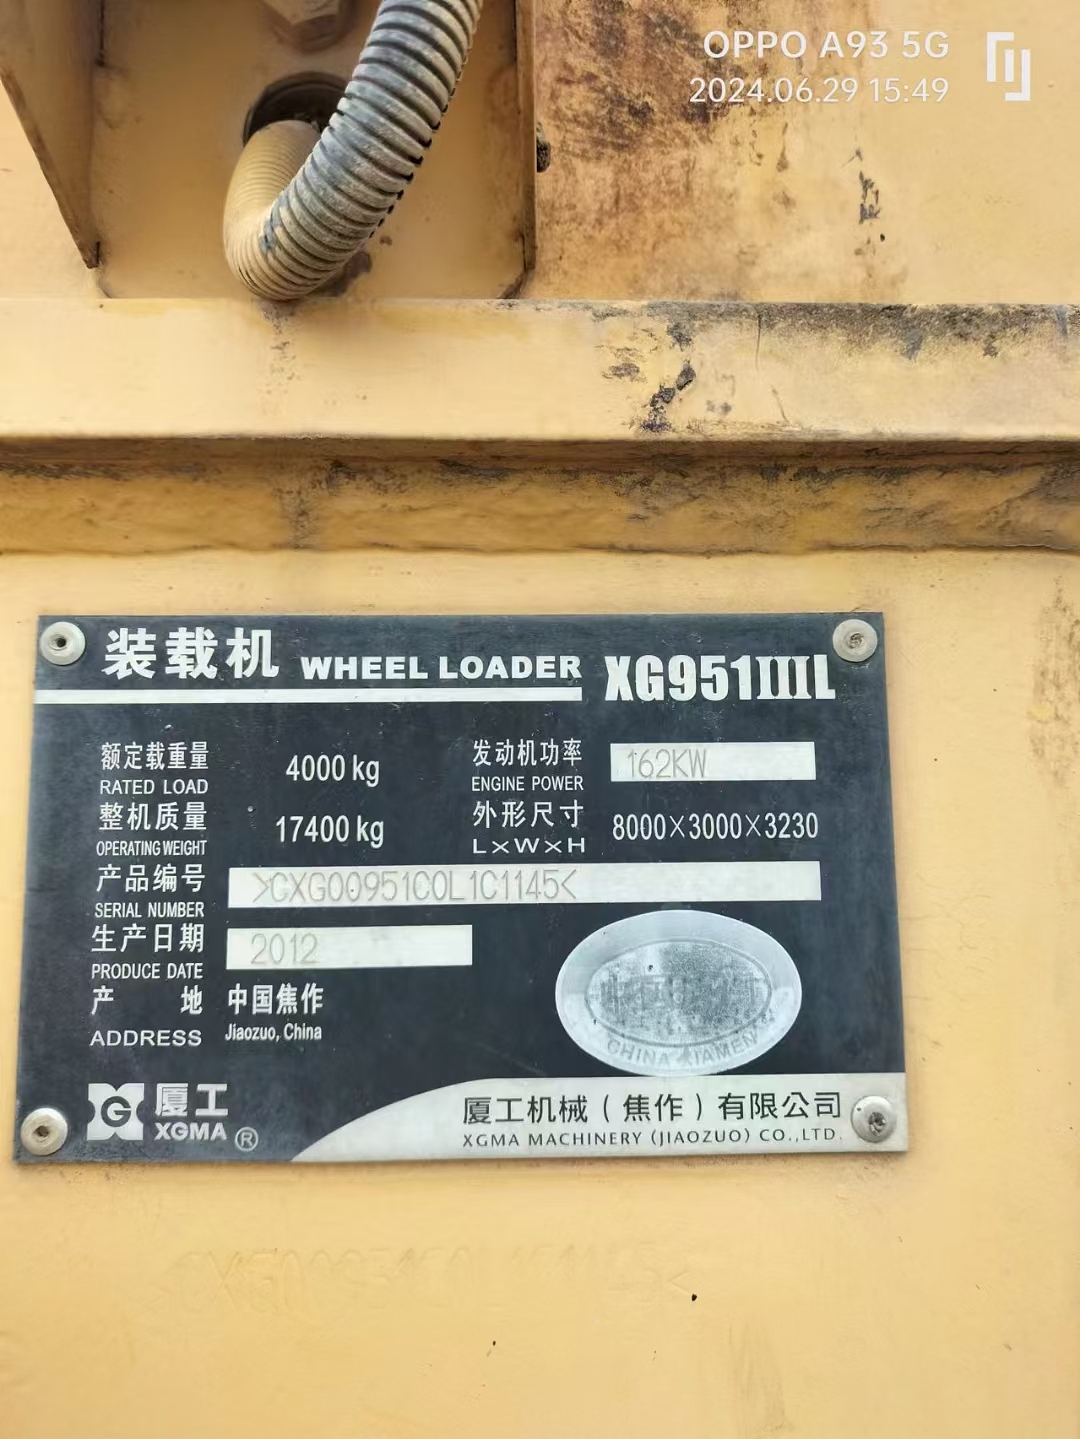 OPPO A93 5G
2024.06.29 15:49
装载机 WHEEL LOADER XG951IIIL
额定载重量 4000 kg 发动机功率 162KW
RATED LOAD ENGINE POWER
整机质量 17400 kg 外形尺寸 8000×3000×3230
OPERATING WEIGHT L×W×H
产品编号 >CXG00951C0L1C1145<
SERIAL NUMBER
生产日期 2012
PRODUCE DATE
产地 中国焦作
ADDRESS Jiaozuo, China
CHINA XIAMEN
厦工 厦工机械（焦作）有限公司
XGMA ® XGMA MACHINERY (JIAOZUO) CO.,LTD.